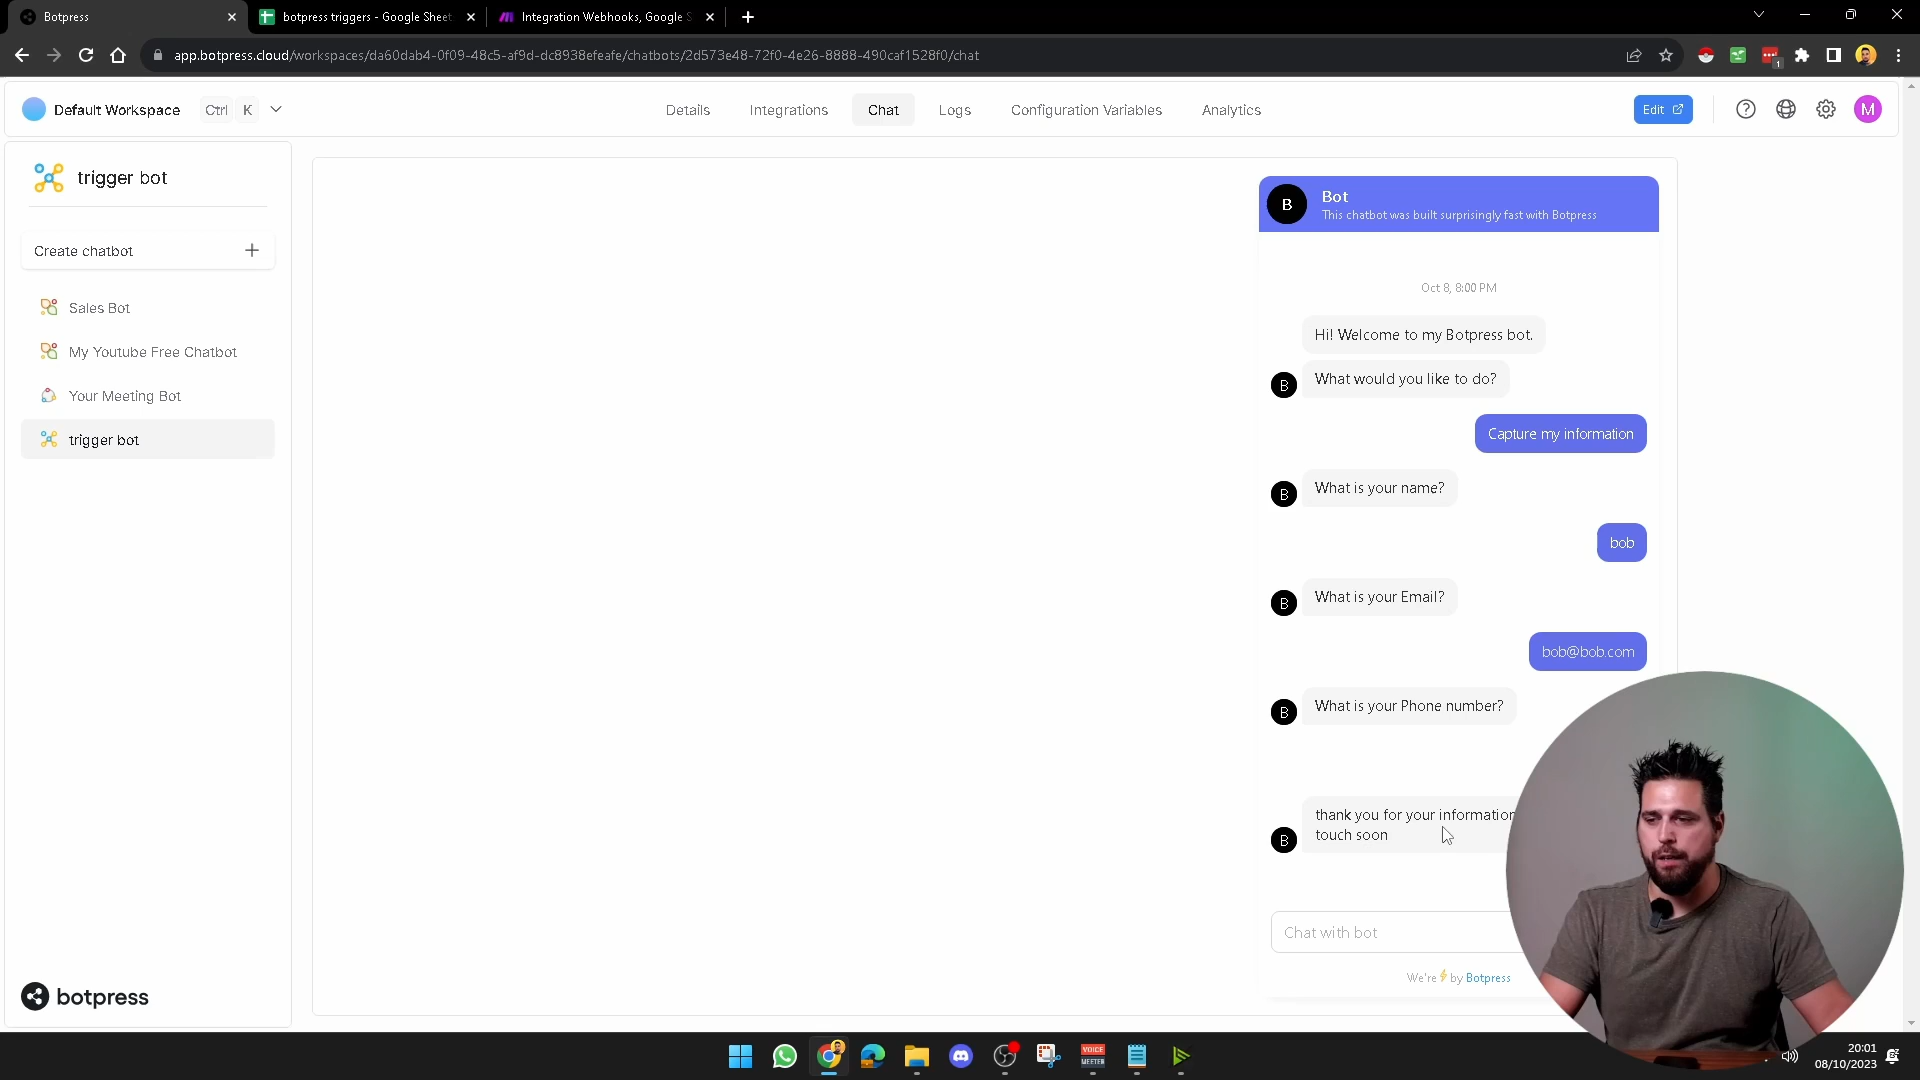 Botpress
botpress triggers - Google Sheet
Integration Webhooks, Google S
app.botpress.cloud/workspaces/da60dab4-0f09-48c5-af9d-dc8938efeafe/chatbots/2d573e48-72f0-4e26-8888-490caf1528f0/chat
1
Default Workspace
Ctrl K
Details
Integrations
Chat
Logs
Configuration Variables
Analytics
Edit
M
trigger bot
Create chatbot
Sales Bot
My Youtube Free Chatbot
Your Meeting Bot
trigger bot
botpress
B
Bot
This chatbot was built surprisingly fast with Botpress
Oct 8, 8:00 PM
Hi! Welcome to my Botpress bot.
B
What would you like to do?
Capture my information
B
What is your name?
bob
B
What is your Email?
bob@bob.com
B
What is your Phone number?
thank you for your information
B
touch soon
Chat with bot
We're ⚡ by Botpress
VOICE
MEETER
20:01
08/10/2023